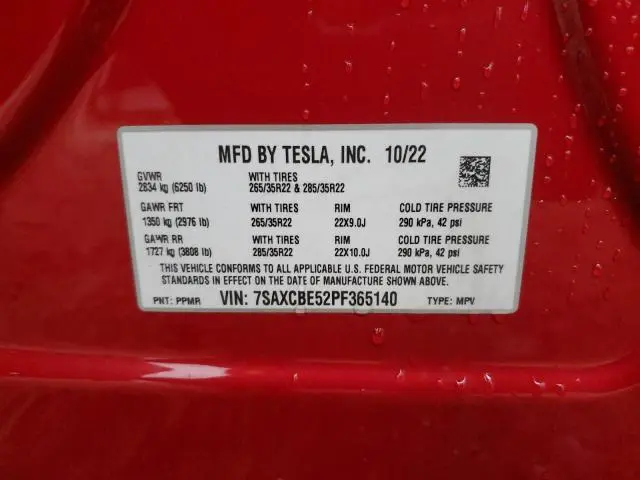 MFD BY TESLA, INC. 10/22
GVWR WITH TIRES
2834 kg (6250 lb) 265/35R22 & 285/35R22
GAWR FRT WITH TIRES RIM COLD TIRE PRESSURE
1350 kg (2976 lb) 265/35R22 22X9.0J 290 kPa, 42 psi
GAWR RR WITH TIRES RIM COLD TIRE PRESSURE
1727 kg (3808 lb) 285/35R22 22X10.0J 290 kPa, 42 psi
THIS VEHICLE CONFORMS TO ALL APPLICABLE U.S. FEDERAL MOTOR VEHICLE SAFETY
STANDARDS IN EFFECT ON THE DATE OF MANUFACTURE SHOWN ABOVE.
PNT: PPMR VIN: 7SAXCBE52PF365140 TYPE: MPV